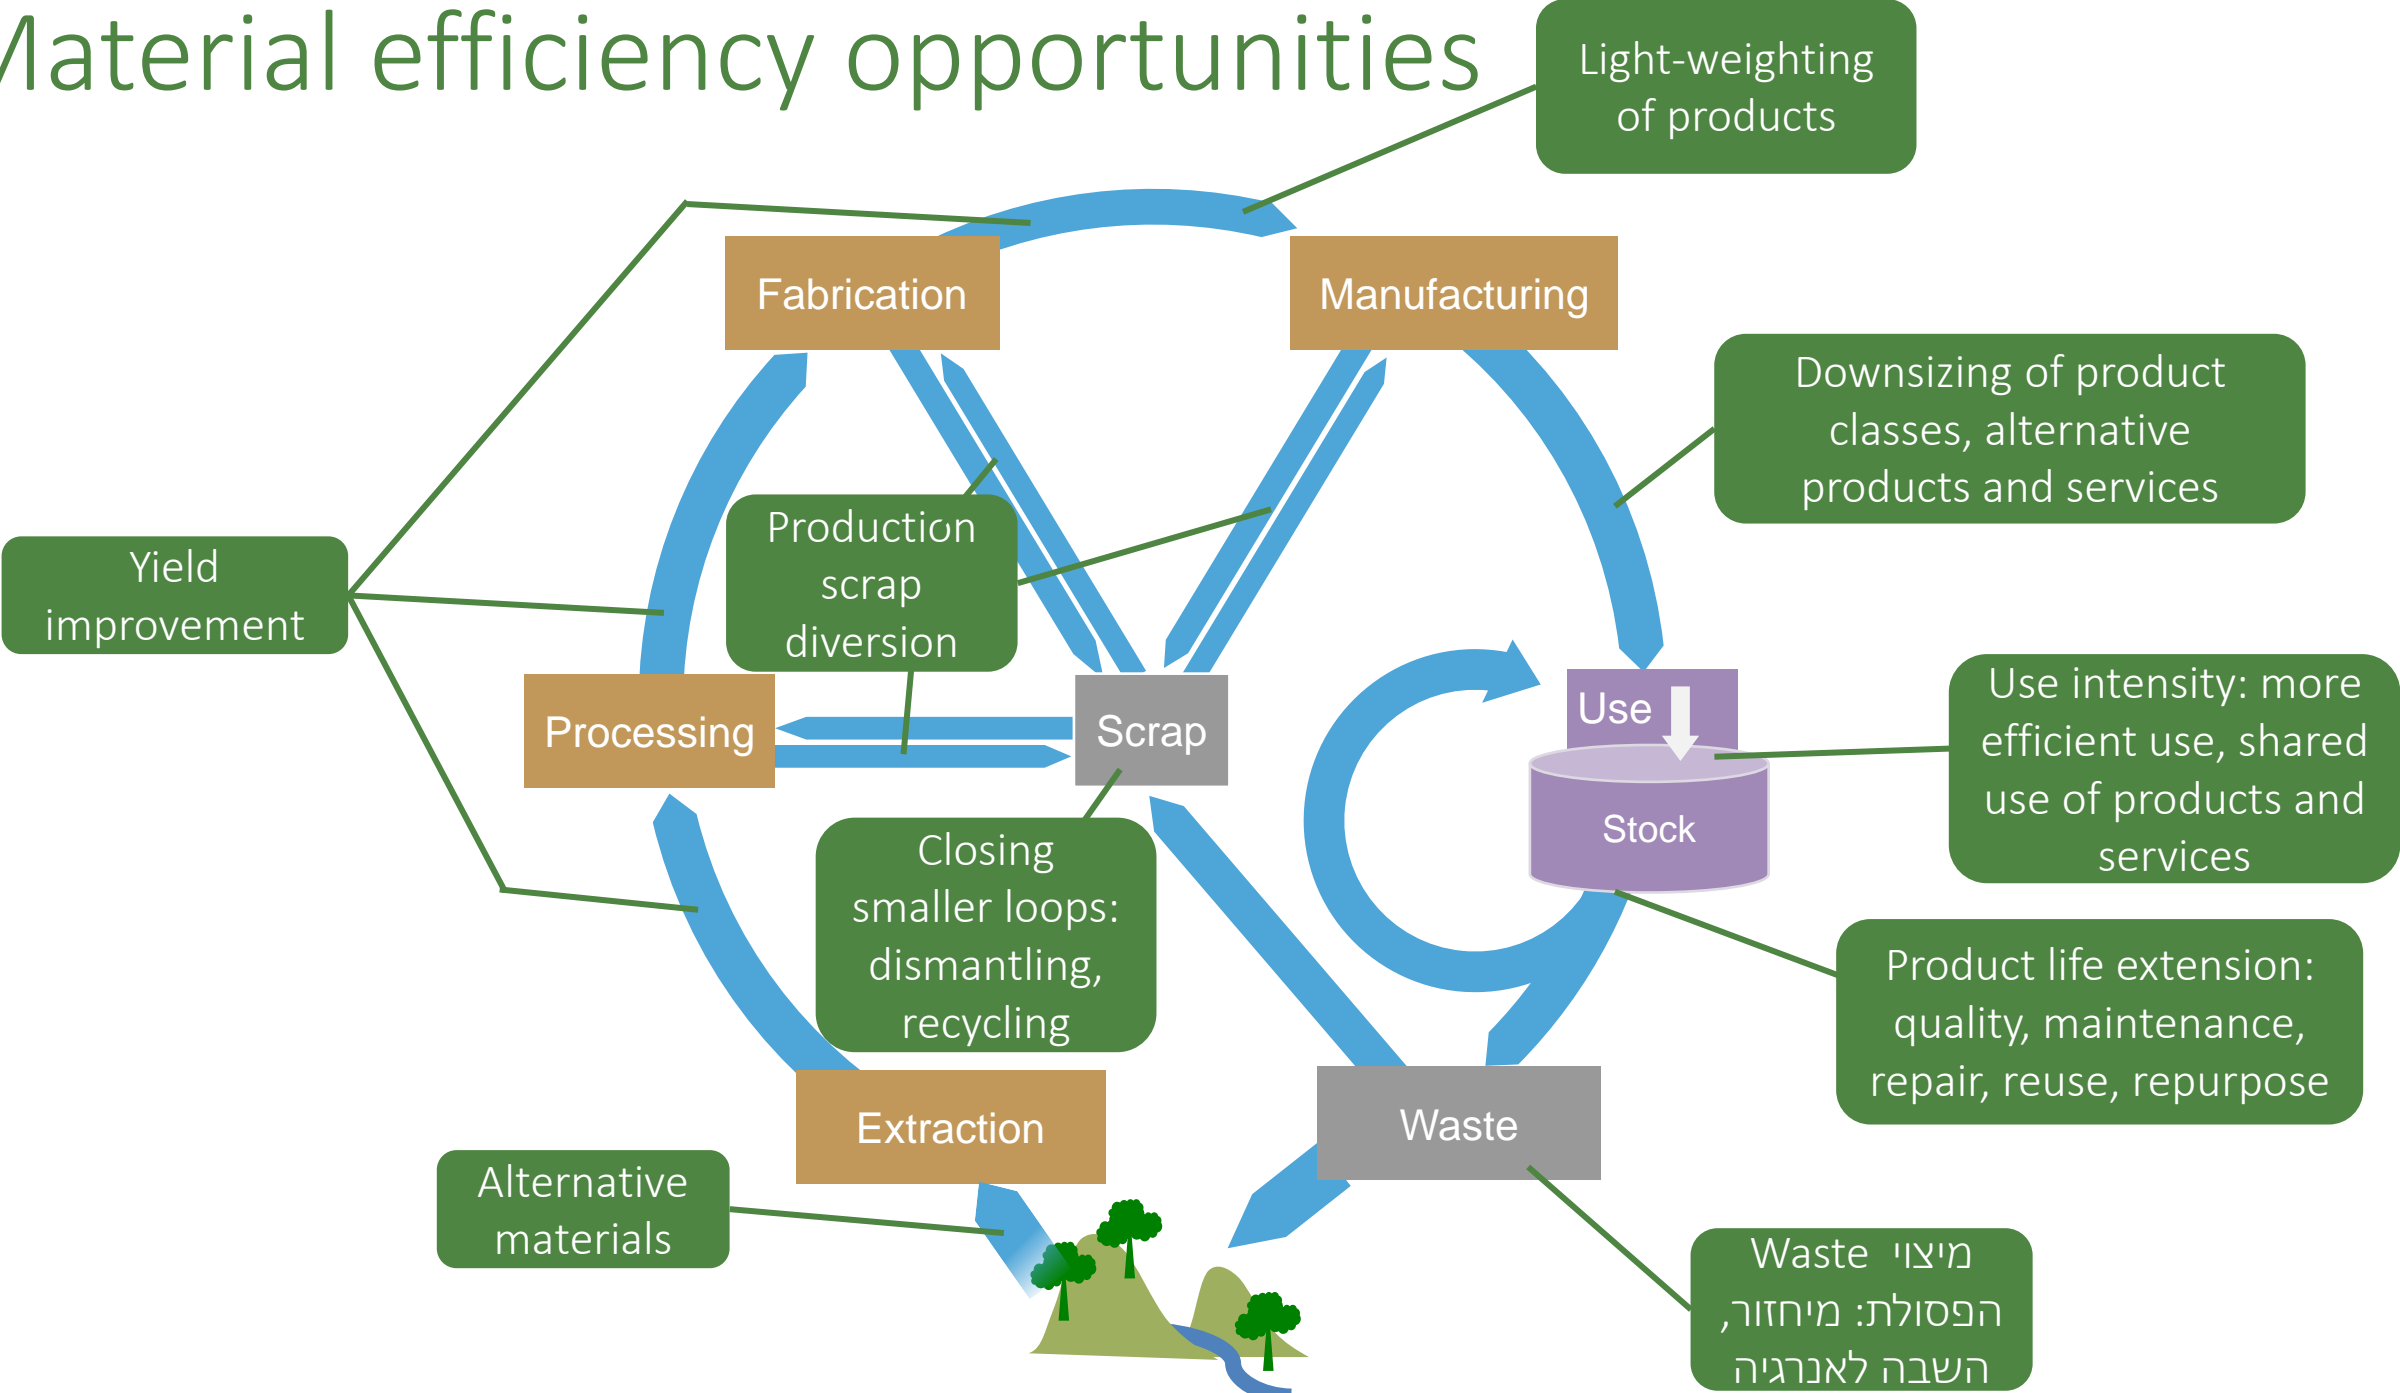 Material efficiency opportunities
Light-weighting
of products
Fabrication
Manufacturing
Downsizing of product
classes, alternative
products and services
Production
scrap
diversion
Yield
improvement
Processing
Scrap
Use
Stock
Use intensity: more
efficient use, shared
use of products and
services
Closing
smaller loops:
dismantling,
recycling
Product life extension:
quality, maintenance,
repair, reuse, repurpose
Extraction
Waste
Alternative
materials
מיצוי Waste
הפסולת: מיחזור,
השבה לאנרגיה